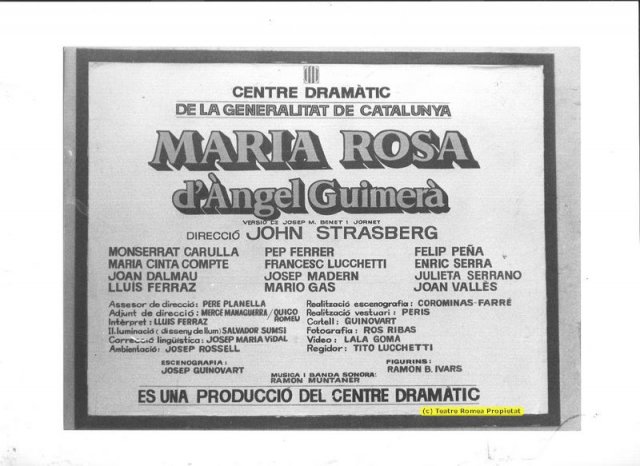 CENTRE DRAMÀTIC
DE LA GENERALITAT DE CATALUNYA
MARIA ROSA
d'Àngel Guimerà
VERSIÓ DE JOSEP M. BENET I JORNET
DIRECCIÓ JOHN STRASBERG
MONSERRAT CARULLA PEP FERRER FELIP PEÑA
MARIA CINTA COMPTE FRANCESC LUCCHETTI ENRIC SERRA
JOAN DALMAU JOSEP MADERN JULIETA SERRANO
LLUIS FERRAZ MARIO GAS JOAN VALLÈS
Assesor de direcció: PERE PLANELLA
Adjunt de direcció: MERCÈ MANAGUERRA/QUICO ROMEU
Intèrpret: LLUIS FERRAZ
Il.luminació: (disseny de llum) SALVADOR SUMSI
Correcció lingüística: JOSEP MARIA VIDAL
Ambientació: JOSEP ROSSELL
Realització escenografia: COROMINAS-FARRÉ
Realització vestuari: PERIS
Cartell: GUINOVART
Fotografia: ROS RIBAS
Video: LALA GOMÀ
Regidor: TITO LUCCHETTI
ESCENOGRAFIA:
JOSEP GUINOVART
MUSICA I BANDA SONORA:
RAMON MUNTANER
FIGURINS:
RAMON B. IVARS
ES UNA PRODUCCIÓ DEL CENTRE DRAMÀTIC
(c) Teatre Romea Propietat